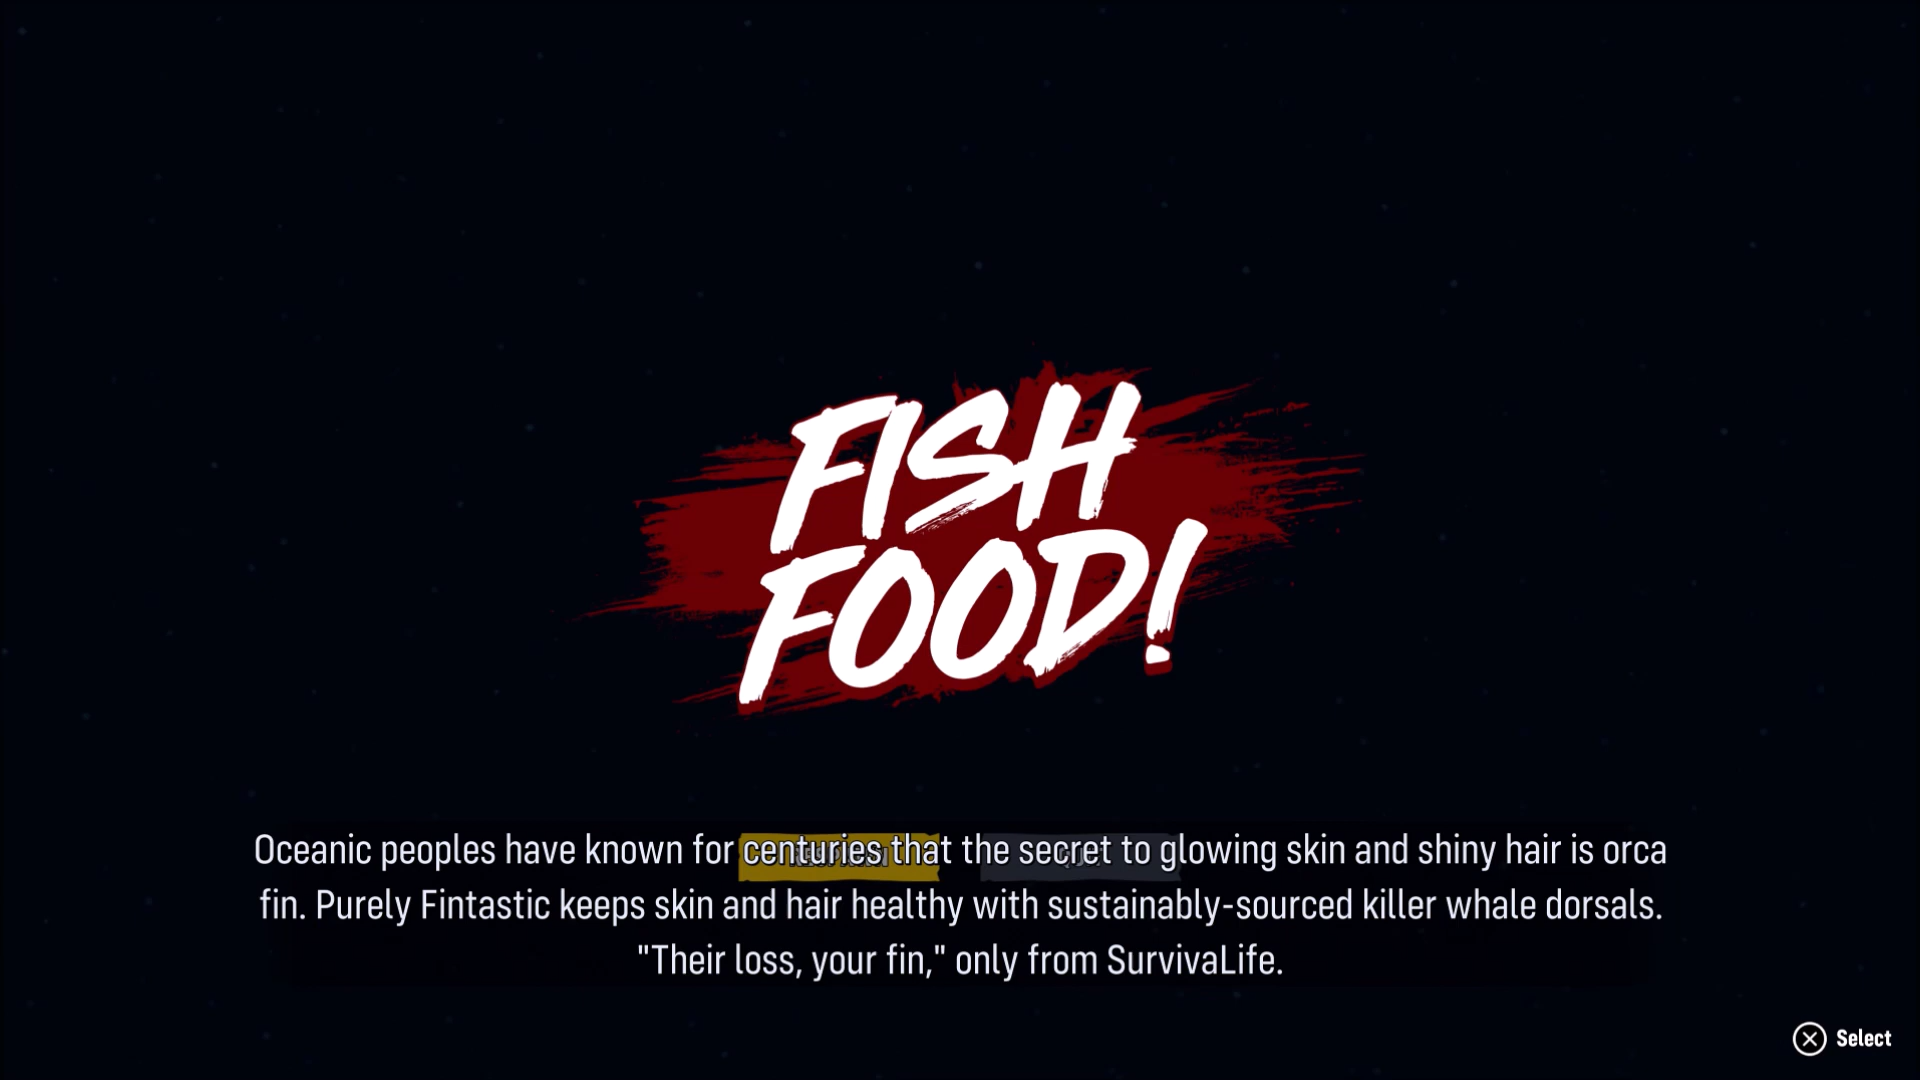 FISH
FOOD!
Oceanic peoples have known for centuries that the secret to glowing skin and shiny hair is orca
fin. Purely Fintastic keeps skin and hair healthy with sustainably-sourced killer whale dorsals.
"Their loss, your fin," only from SurvivaLife.
Select